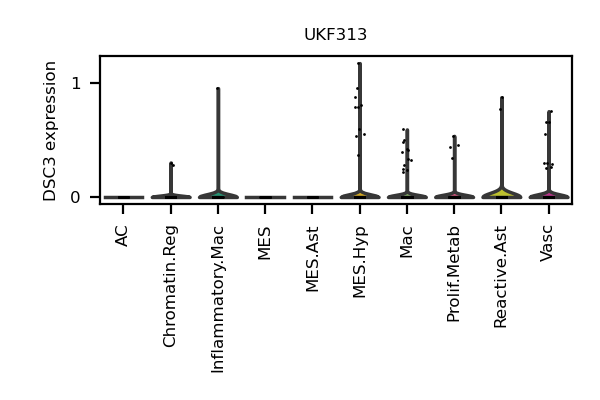 UKF313
DSC3 expression
1
0
AC
Chromatin.Reg
Inflammatory.Mac
MES
MES.Ast
MES.Hyp
Mac
Prolif.Metab
Reactive.Ast
Vasc